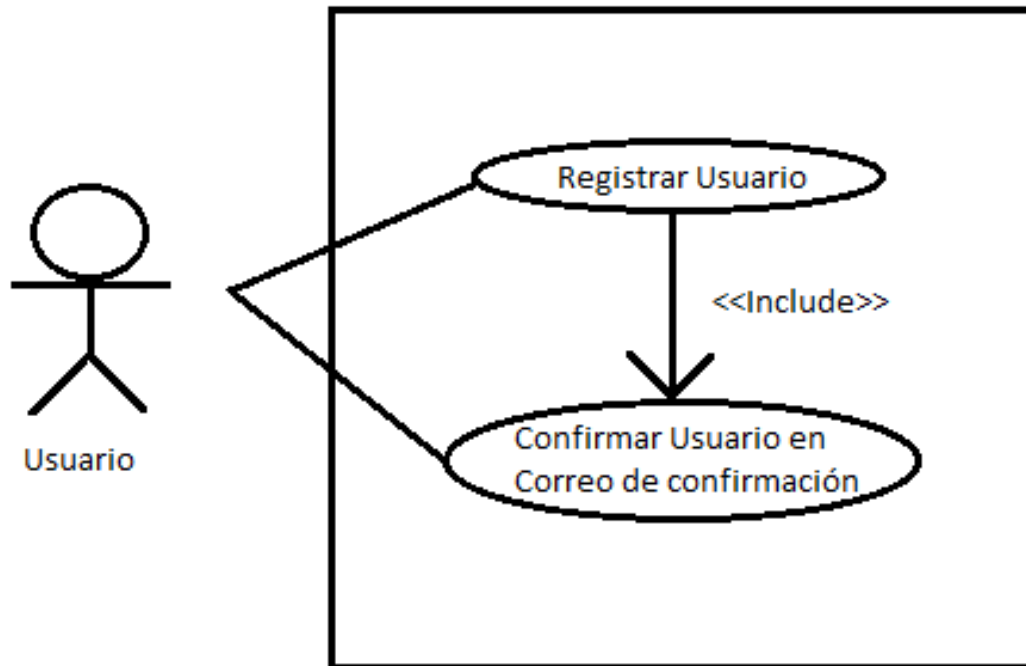 Registrar Usuario
<<Include>>
Confirmar Usuario en
Correo de confirmación
Usuario